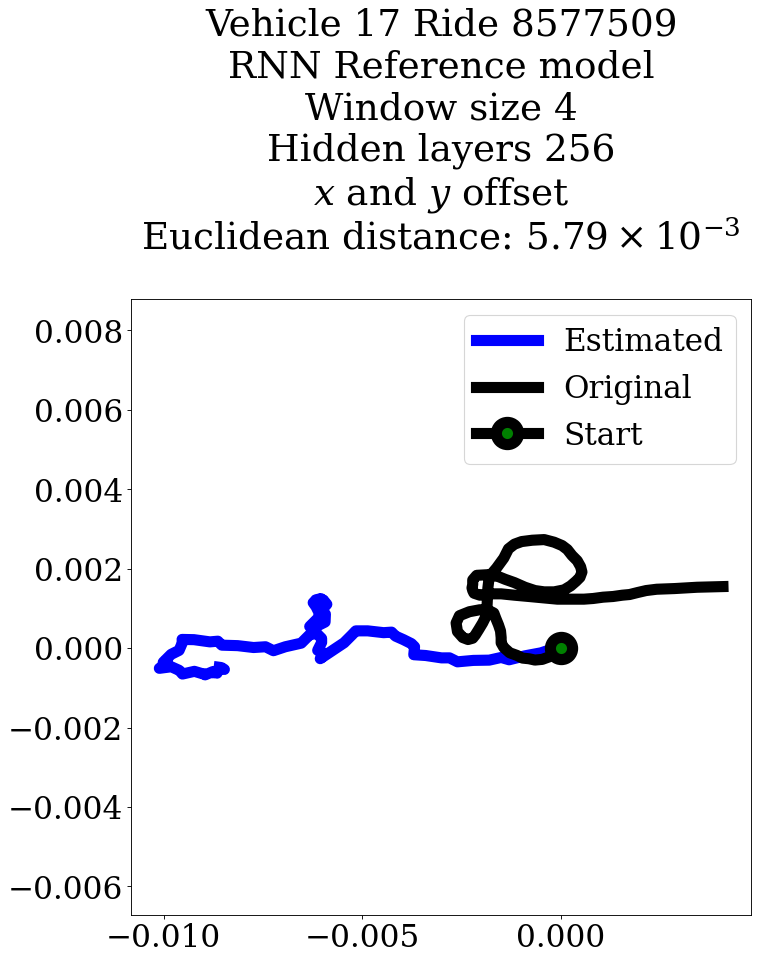 Vehicle 17 Ride 8577509
RNN Reference model
Window size 4
Hidden layers 256
x and y offset
Euclidean distance: 5.79 × 10⁻³
Estimated
Original
Start
0.008
0.006
0.004
0.002
0.000
−0.002
−0.004
−0.006
−0.010 −0.005 0.000